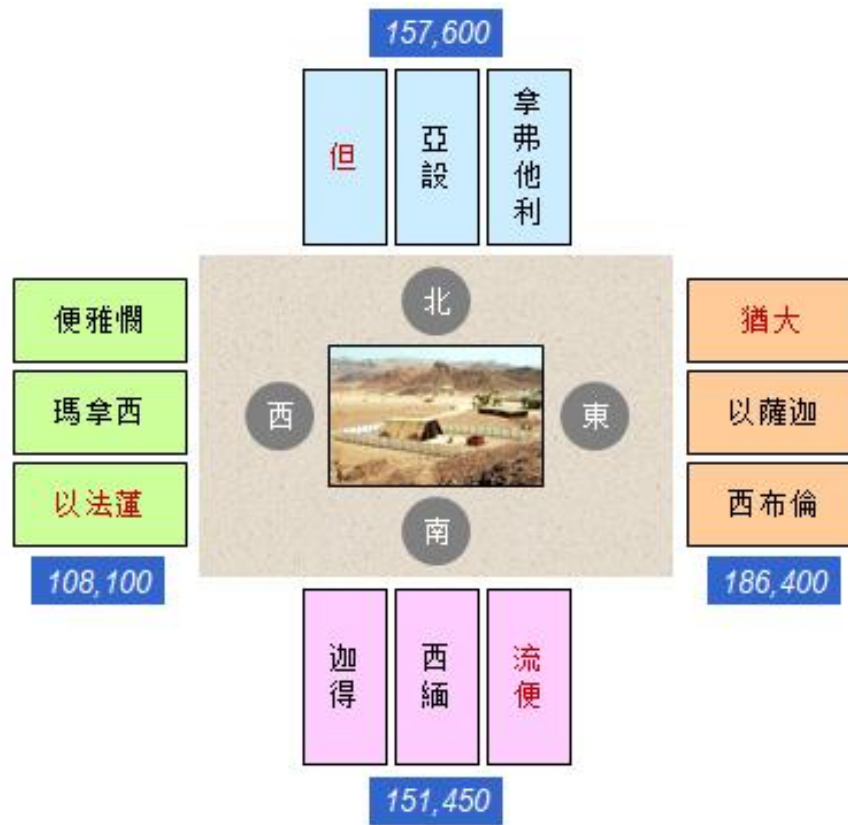 157,600
但
亞設
拿弗他利
北
便雅憫
瑪拿西
以法蓮
108,100
西
東
猶大
以薩迦
西布倫
186,400
南
迦得
西緬
流便
151,450